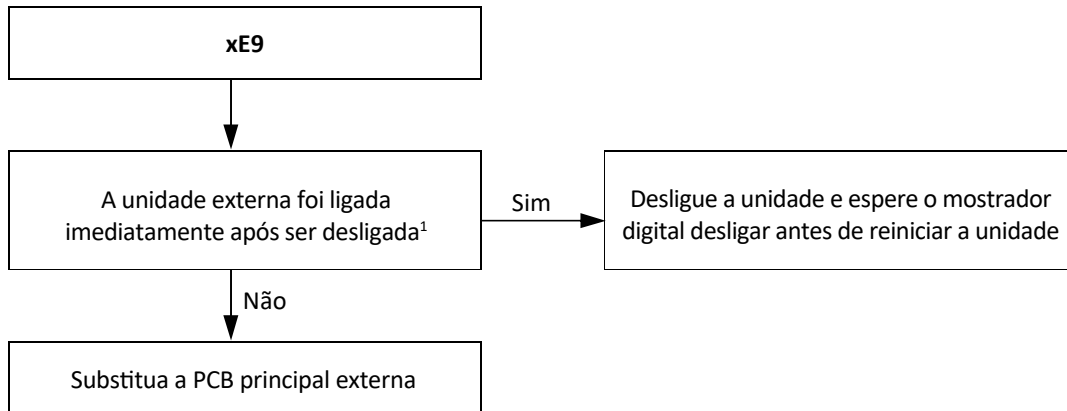 xE9
A unidade externa foi ligada
imediatamente após ser desligada¹
Sim
Desligue a unidade e espere o mostrador
digital desligar antes de reiniciar a unidade
Não
Substitua a PCB principal externa